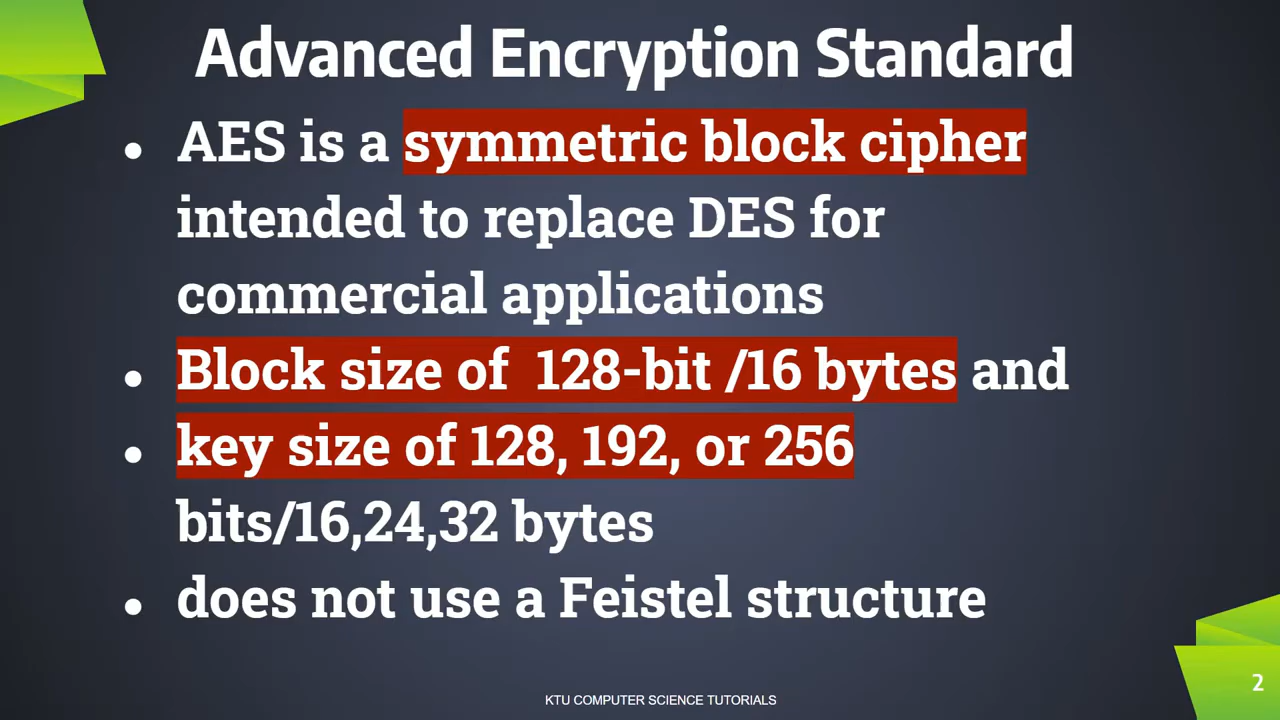 Advanced Encryption Standard
• AES is a symmetric block cipher
intended to replace DES for
commercial applications
• Block size of 128-bit /16 bytes and
• key size of 128, 192, or 256
bits/16,24,32 bytes
• does not use a Feistel structure
KTU COMPUTER SCIENCE TUTORIALS
2